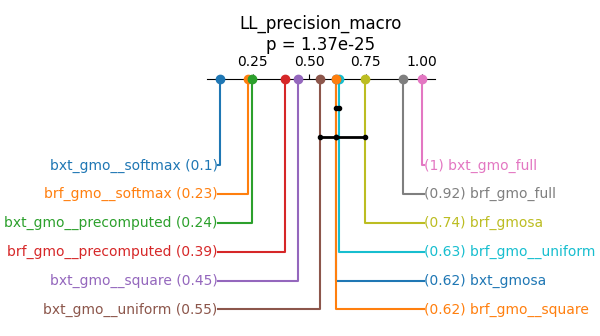 LL_precision_macro
p = 1.37e-25
0.25 0.50 0.75 1.00
bxt_gmo__softmax (0.1) (1) bxt_gmo_full
brf_gmo__softmax (0.23) (0.92) brf_gmo_full
bxt_gmo__precomputed (0.24) (0.74) brf_gmosa
brf_gmo__precomputed (0.39) (0.63) brf_gmo__uniform
bxt_gmo__square (0.45) (0.62) bxt_gmosa
bxt_gmo__uniform (0.55) (0.62) brf_gmo__square